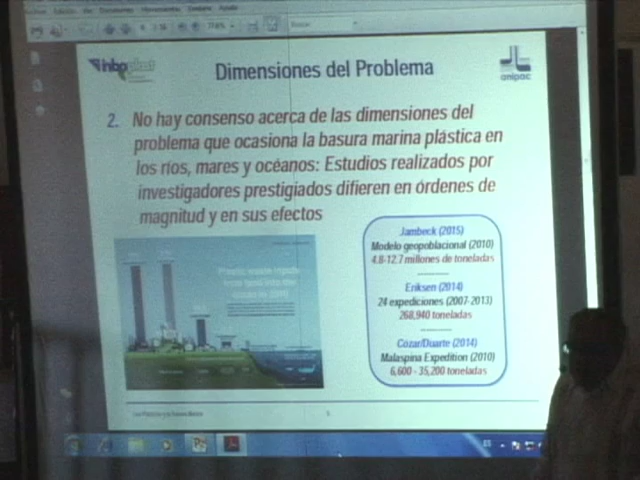 Dimensiones del Problema
anipac
2. No hay consenso acerca de las dimensiones del
problema que ocasiona la basura marina plástica en
los ríos, mares y océanos: Estudios realizados por
investigadores prestigiados difieren en órdenes de
magnitud y en sus efectos
Jambeck (2015)
Modelo geopoblacional (2010)
4.8-12.7 millones de toneladas
Eriksen (2014)
24 expediciones (2007-2013)
268,940 toneladas
Cózar/Duarte (2014)
Malaspina Expedition (2010)
6,600 - 35,200 toneladas